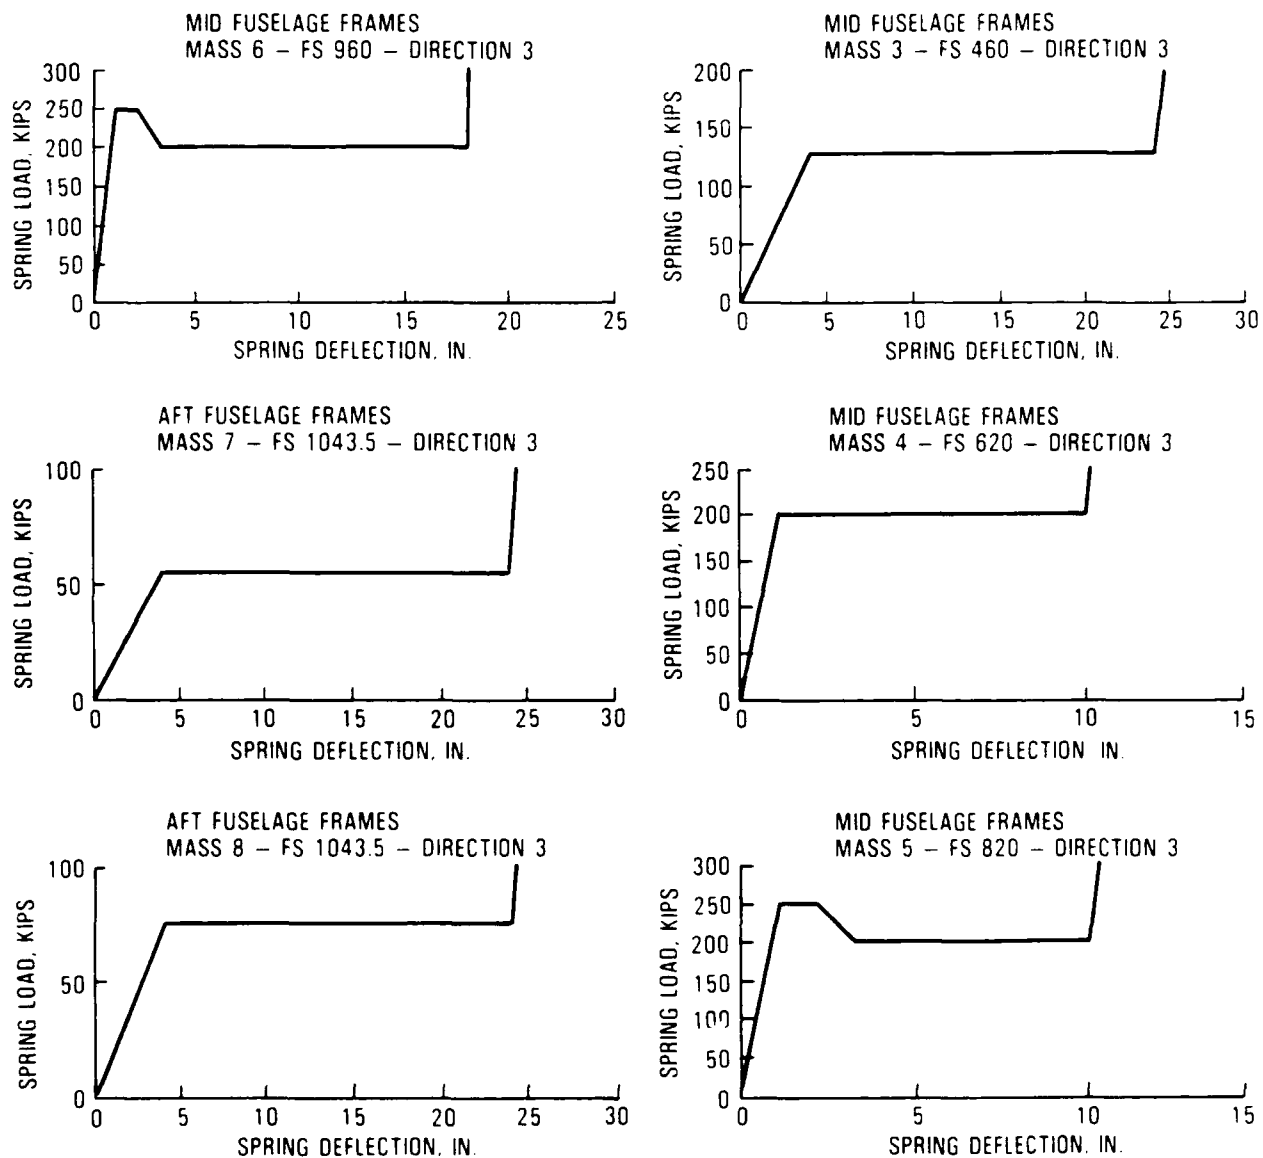 MID FUSELAGE FRAMES
MASS 6 – FS 960 – DIRECTION 3
300
250
200
150
100
50
0
SPRING LOAD, KIPS
0 5 10 15 20 25
SPRING DEFLECTION, IN.
MID FUSELAGE FRAMES
MASS 3 – FS 460 – DIRECTION 3
200
150
100
50
0
SPRING LOAD, KIPS
0 5 10 15 20 25 30
SPRING DEFLECTION, IN.
AFT FUSELAGE FRAMES
MASS 7 – FS 1043.5 – DIRECTION 3
100
50
0
SPRING LOAD, KIPS
0 5 10 15 20 25 30
SPRING DEFLECTION, IN.
MID FUSELAGE FRAMES
MASS 4 – FS 620 – DIRECTION 3
250
200
150
100
50
0
SPRING LOAD, KIPS
0 5 10 15
SPRING DEFLECTION IN.
AFT FUSELAGE FRAMES
MASS 8 – FS 1043.5 – DIRECTION 3
100
50
0
SPRING LOAD, KIPS
0 5 10 15 20 25 30
SPRING DEFLECTION, IN.
MID FUSELAGE FRAMES
MASS 5 – FS 820 – DIRECTION 3
300
250
200
150
100
50
0
SPRING LOAD, KIPS
0 5 10 15
SPRING DEFLECTION, IN.